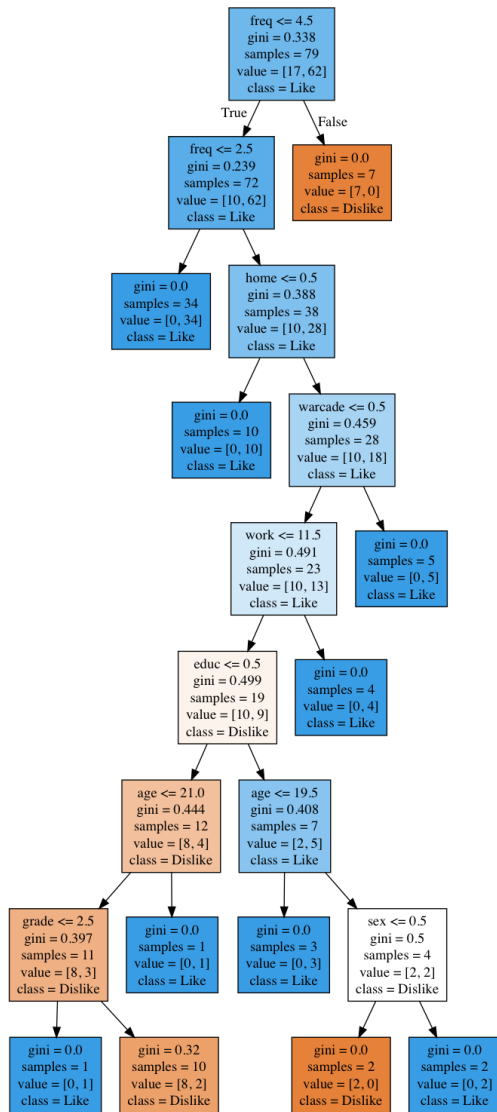 freq <= 4.5
gini = 0.338
samples = 79
value = [17, 62]
class = Like
True
False
freq <= 2.5
gini = 0.239
samples = 72
value = [10, 62]
class = Like
gini = 0.0
samples = 7
value = [7, 0]
class = Dislike
gini = 0.0
samples = 34
value = [0, 34]
class = Like
home <= 0.5
gini = 0.388
samples = 38
value = [10, 28]
class = Like
gini = 0.0
samples = 10
value = [0, 10]
class = Like
warcade <= 0.5
gini = 0.459
samples = 28
value = [10, 18]
class = Like
work <= 11.5
gini = 0.491
samples = 23
value = [10, 13]
class = Like
gini = 0.0
samples = 5
value = [0, 5]
class = Like
educ <= 0.5
gini = 0.499
samples = 19
value = [10, 9]
class = Dislike
gini = 0.0
samples = 4
value = [0, 4]
class = Like
age <= 21.0
gini = 0.444
samples = 12
value = [8, 4]
class = Dislike
age <= 19.5
gini = 0.408
samples = 7
value = [2, 5]
class = Like
grade <= 2.5
gini = 0.397
samples = 11
value = [8, 3]
class = Dislike
gini = 0.0
samples = 1
value = [0, 1]
class = Like
gini = 0.0
samples = 3
value = [0, 3]
class = Like
sex <= 0.5
gini = 0.5
samples = 4
value = [2, 2]
class = Dislike
gini = 0.0
samples = 1
value = [0, 1]
class = Like
gini = 0.32
samples = 10
value = [8, 2]
class = Dislike
gini = 0.0
samples = 2
value = [2, 0]
class = Dislike
gini = 0.0
samples = 2
value = [0, 2]
class = Like